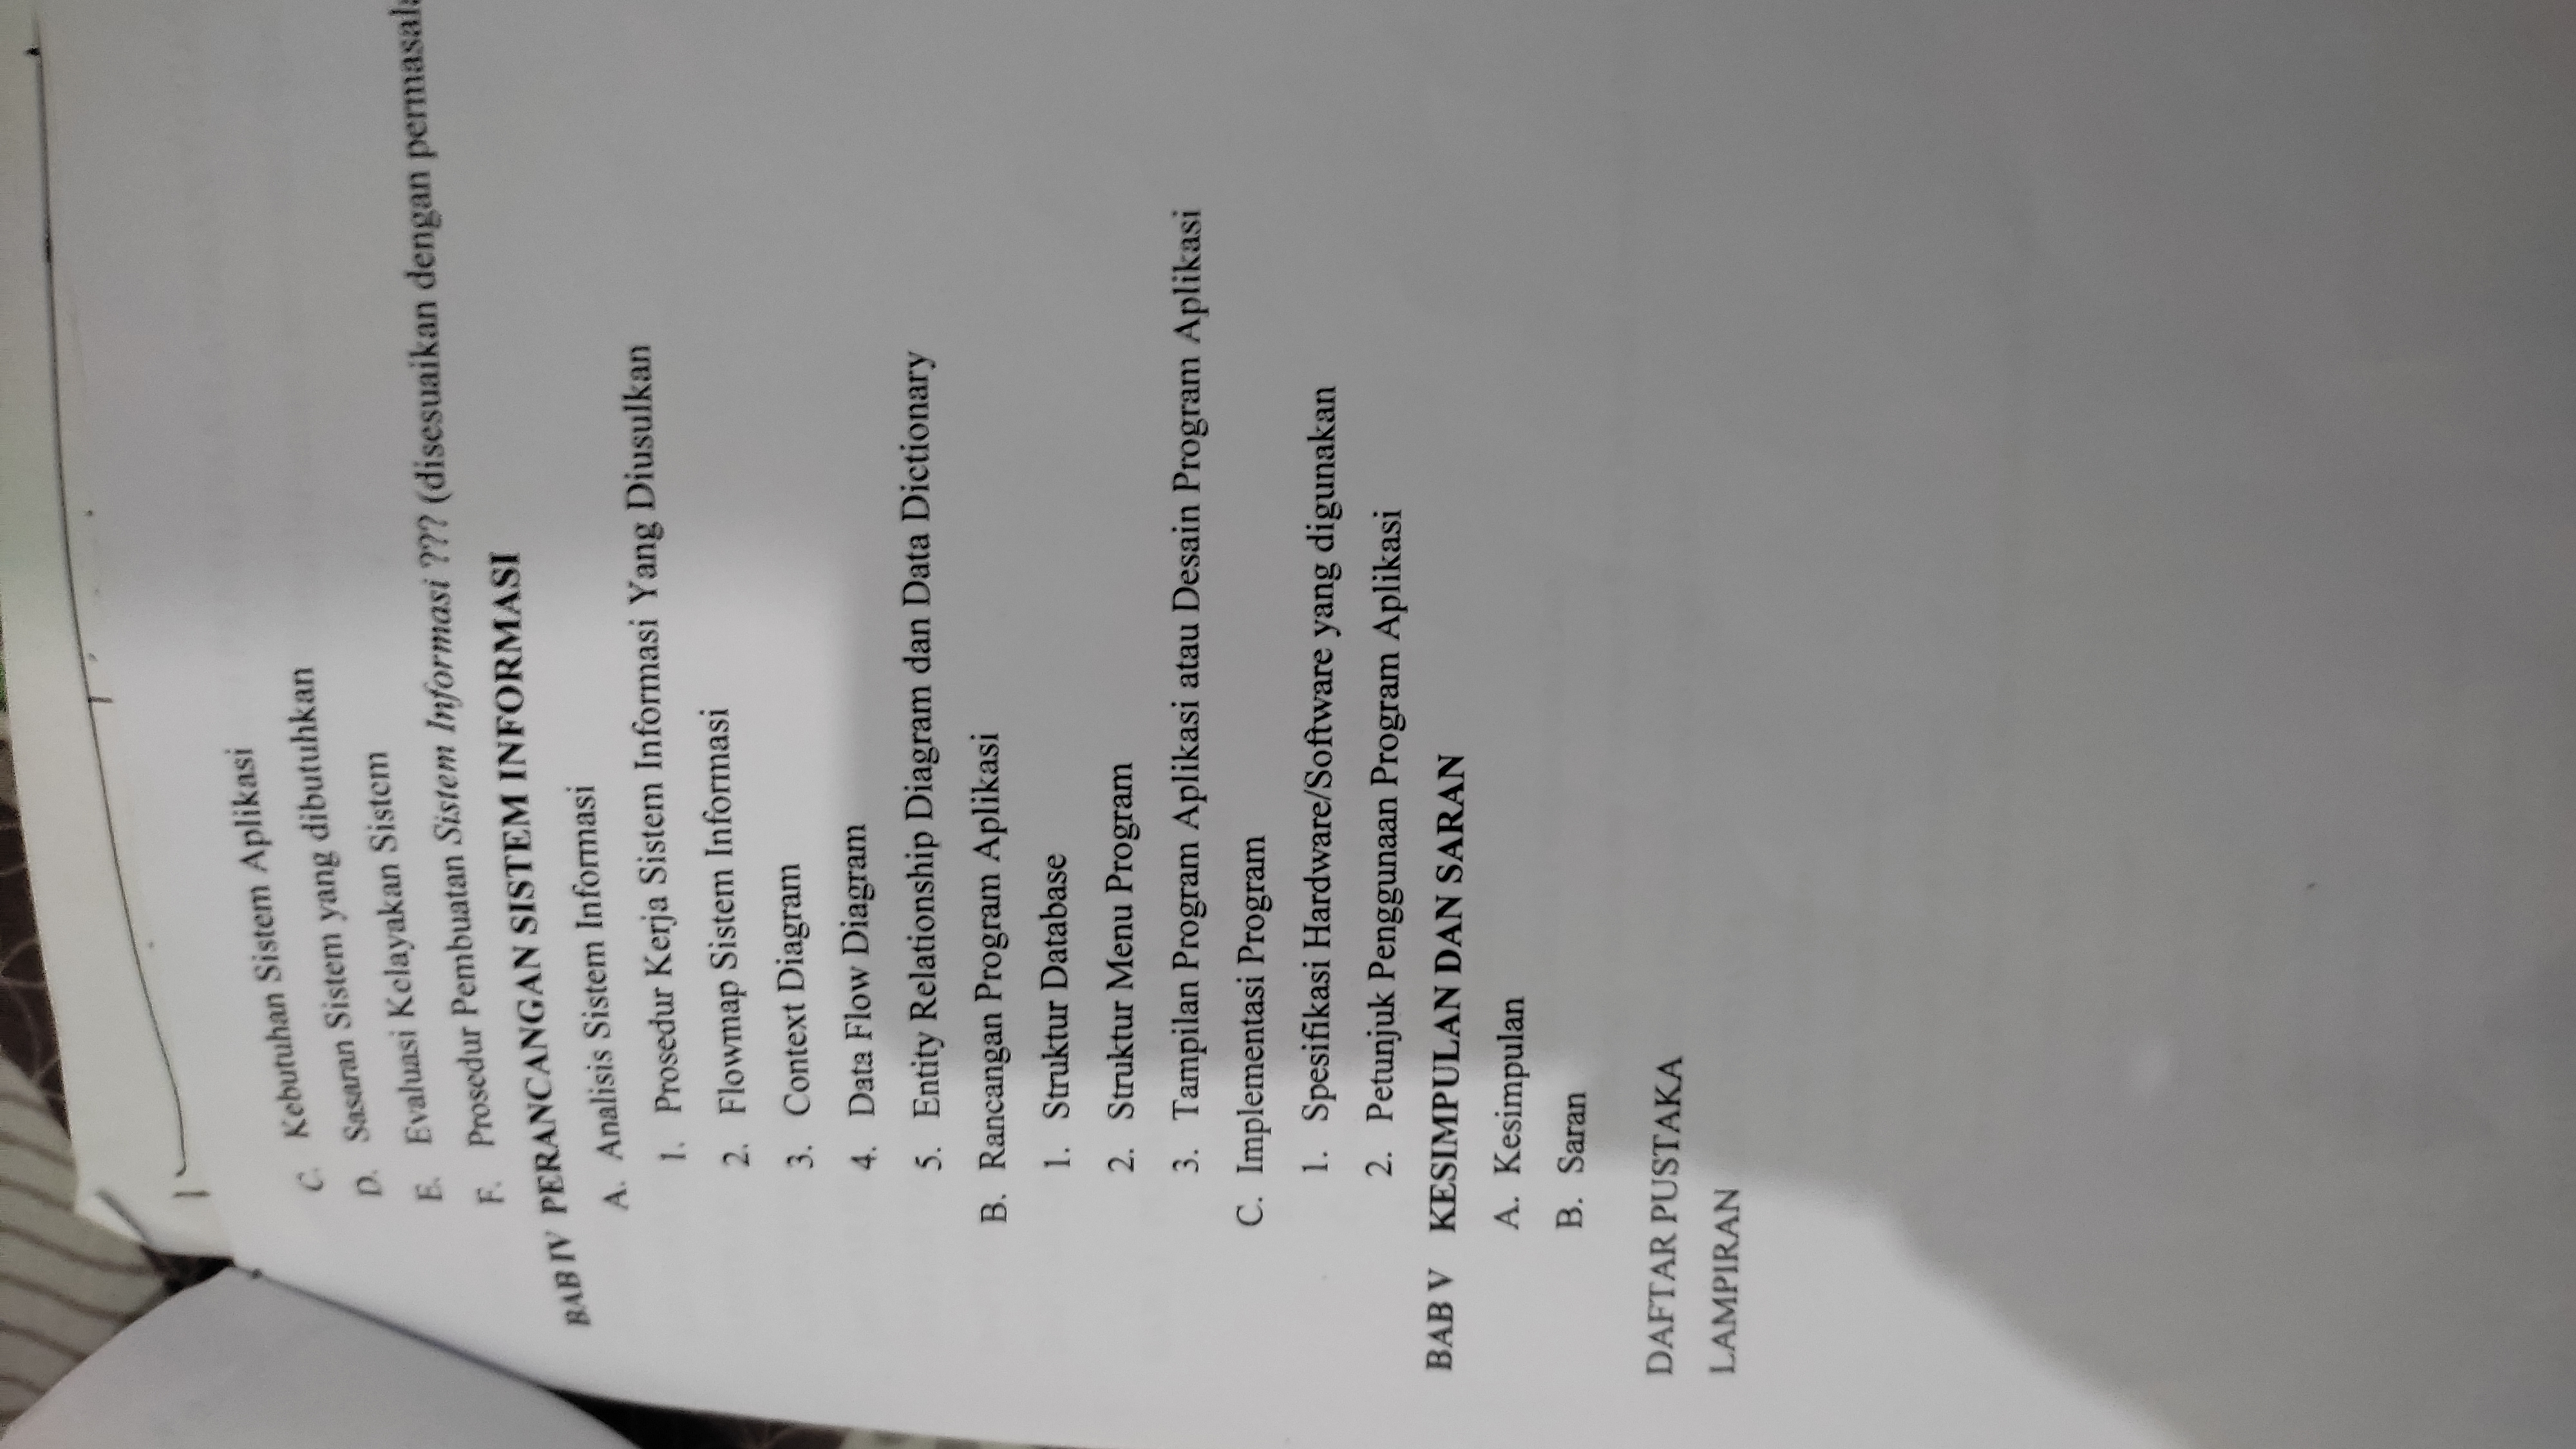 C. Kebutuhan Sistem Aplikasi
D. Sasaran Sistem yang dibutuhkan
E. Evaluasi Kelayakan Sistem
F. Prosedur Pembuatan Sistem Informasi ??? (disesuaikan dengan
BAB IV PERANCANGAN SISTEM INFORMASI
A. Analisis Sistem Informasi
1. Prosedur Kerja Sistem Informasi Yang Diusulkan
2. Flowmap Sistem Informasi
3. Context Diagram
4. Data Flow Diagram
5. Entity Relationship Diagram dan Data Dictionary
B. Rancangan Program Aplikasi
1. Struktur Database
2. Struktur Menu Program
3. Tampilan Program Aplikasi atau Desain Program Aplikasi
C. Implementasi Program
1. Spesifikasi Hardware/Software yang digunakan
2. Petunjuk Penggunaan Program Aplikasi
BAB V KESIMPULAN DAN SARAN
A. Kesimpulan
B. Saran
DAFTAR PUSTAKA
LAMPIRAN